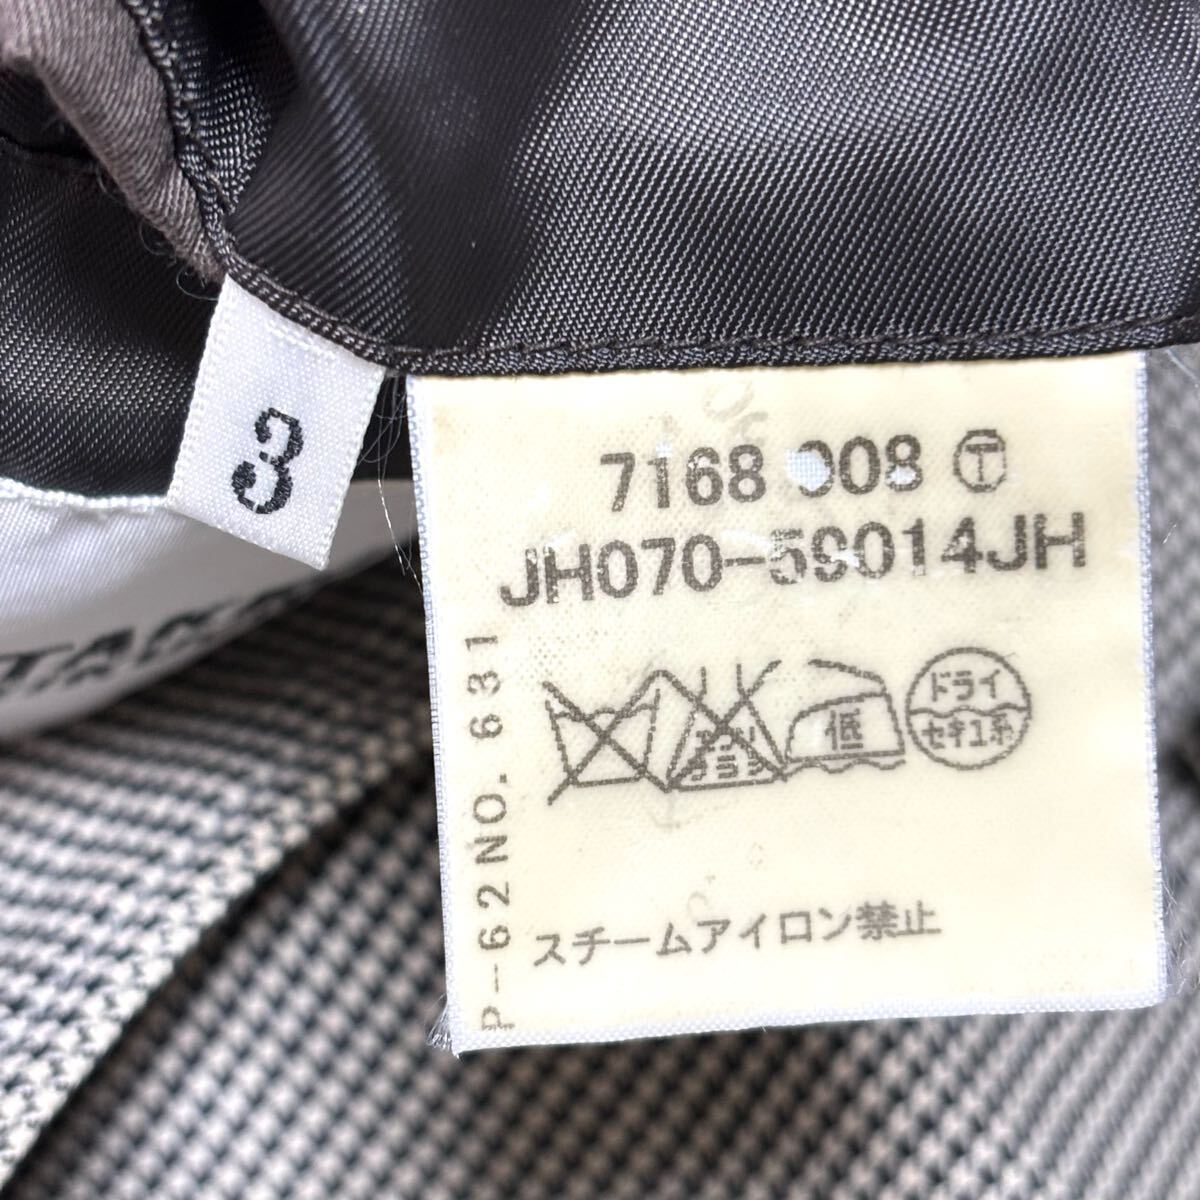 3
7168 008 Ⓣ
JH070-59014JH
低
ドライ
セキユ系
P-62NO.631
スチームアイロン禁止